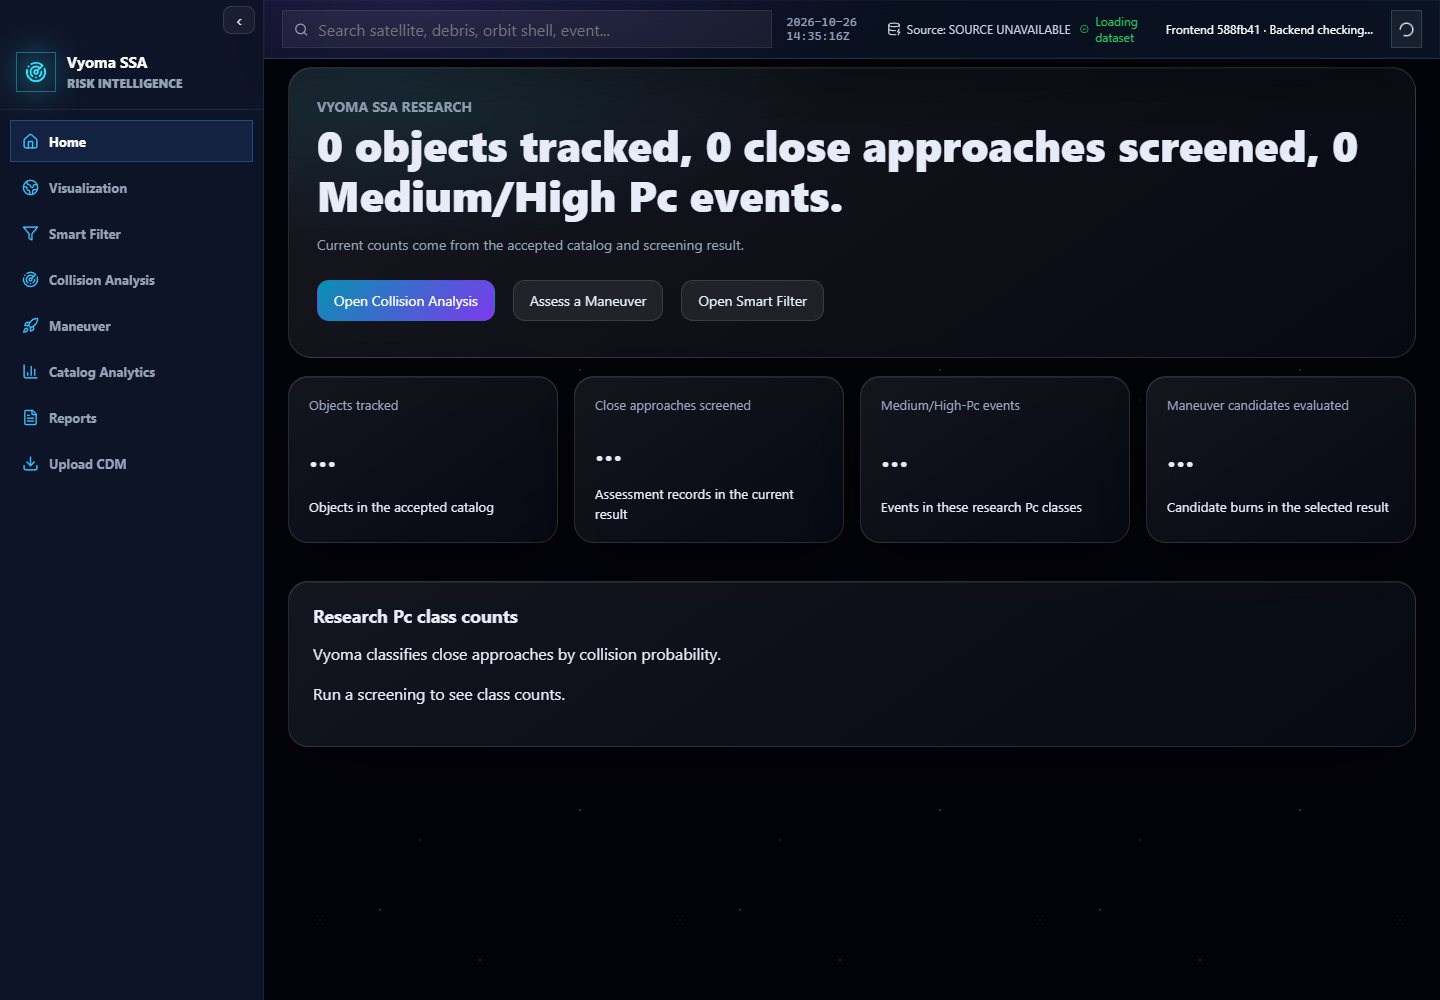 ‹
Vyoma SSA
RISK INTELLIGENCE
Home
Visualization
Smart Filter
Collision Analysis
Maneuver
Catalog Analytics
Reports
Upload CDM
Search satellite, debris, orbit shell, event...
2026-10-26
14:35:16Z
Source: SOURCE UNAVAILABLE
Loading
dataset
Frontend 588fb41 · Backend checking...
VYOMA SSA RESEARCH
0 objects tracked, 0 close approaches screened, 0
Medium/High Pc events.
Current counts come from the accepted catalog and screening result.
Open Collision Analysis
Assess a Maneuver
Open Smart Filter
Objects tracked
...
Objects in the accepted catalog
Close approaches screened
...
Assessment records in the current
result
Medium/High-Pc events
...
Events in these research Pc classes
Maneuver candidates evaluated
...
Candidate burns in the selected result
Research Pc class counts
Vyoma classifies close approaches by collision probability.
Run a screening to see class counts.